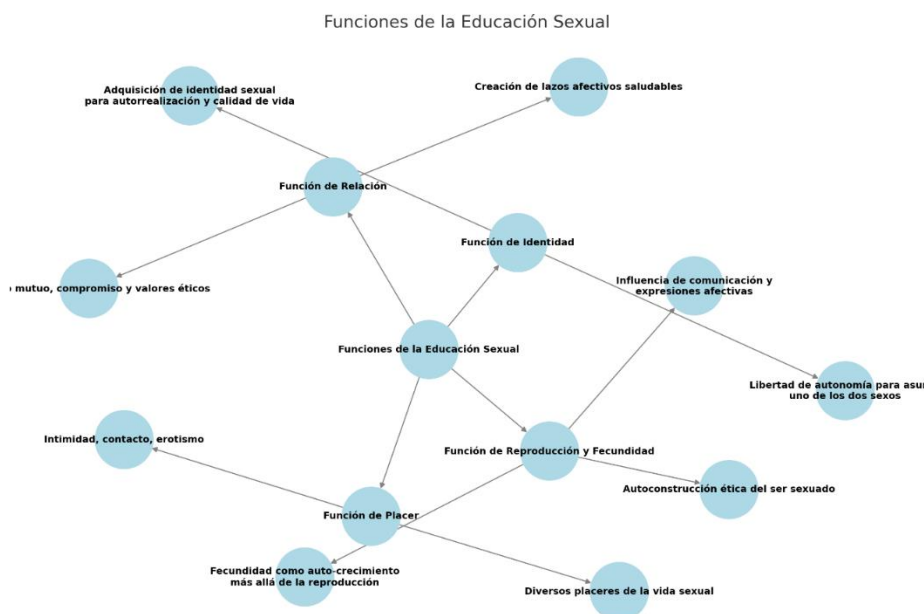 Funciones de la Educación Sexual
Adquisición de identidad sexual
para autorrealización y calidad de vida
Creación de lazos afectivos saludables
Función de Relación
Función de Identidad
mutuo, compromiso y valores éticos
Influencia de comunicación y
expresiones afectivas
Funciones de la Educación Sexual
Libertad de autonomía para
uno de los dos sexos
Intimidad, contacto, erotismo
Función de Reproducción y Fecundidad
Autoconstrucción ética del ser sexuado
Función de Placer
Fecundidad como auto-crecimiento
más allá de la reproducción
Diversos placeres de la vida sexual